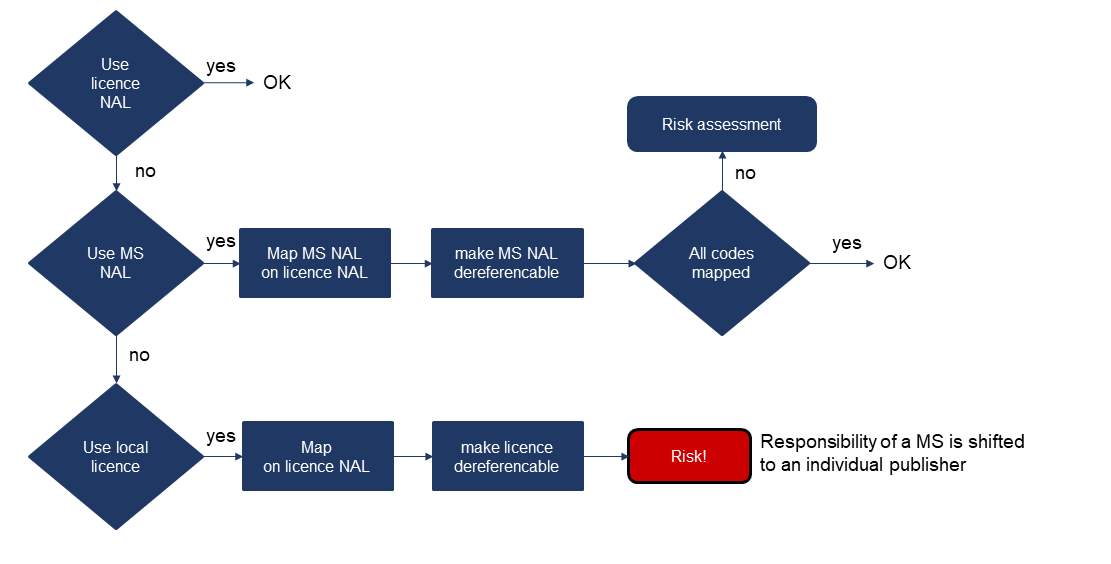 Use
licence
NAL
yes
OK
no
Risk assessment
no
Use MS
NAL
yes
Map MS NAL
on licence NAL
make MS NAL
dereferencable
All codes
mapped
yes
OK
no
Use local
licence
yes
Map
on licence NAL
make licence
dereferencable
Risk!
Responsibility of a MS is shifted
to an individual publisher